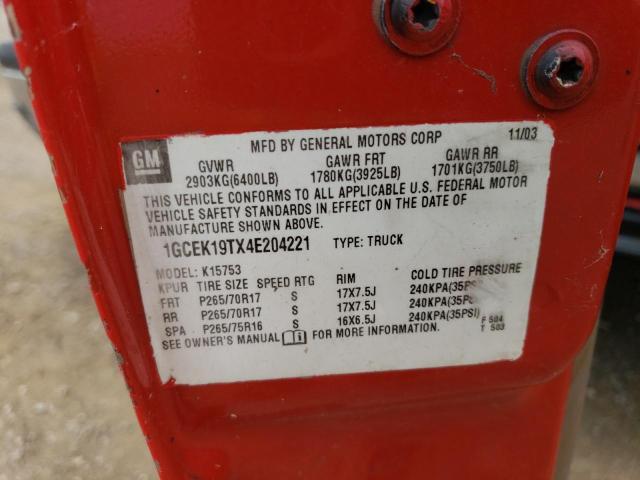 MFD BY GENERAL MOTORS CORP 11/03
GM
GVWR GAWR FRT GAWR RR
2903KG(6400LB) 1780KG(3925LB) 1701KG(3750LB)
THIS VEHICLE CONFORMS TO ALL APPLICABLE U.S. FEDERAL MOTOR
VEHICLE SAFETY STANDARDS IN EFFECT ON THE DATE OF
MANUFACTURE SHOWN ABOVE.
1GCEK19TX4E204221 TYPE: TRUCK
MODEL: K15753
KPUR TIRE SIZE SPEED RTG RIM COLD TIRE PRESSURE
FRT P265/70R17 S 17X7.5J 240KPA(35PSI
RR P265/70R17 S 17X7.5J 240KPA(35PS
SPA P265/75R16 S 16X6.5J 240KPA(35PSI)
F 504
T 503
SEE OWNER'S MANUAL FOR MORE INFORMATION.